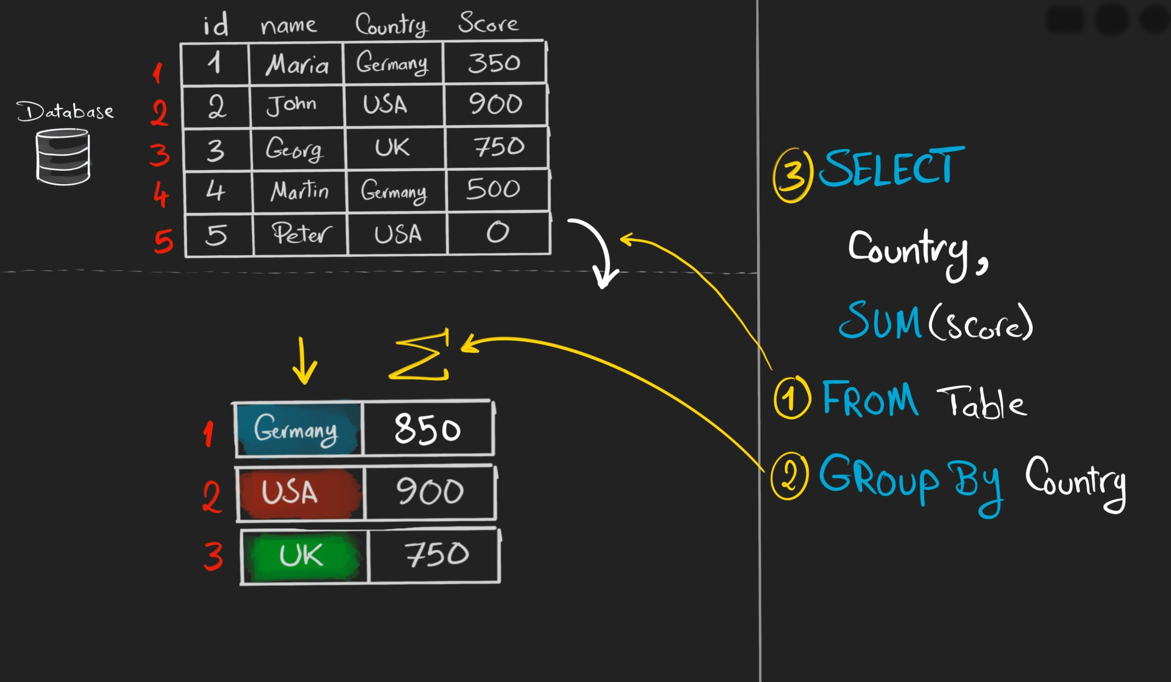 id name Country Score
1 1 Maria Germany 350
Database
2 2 John USA 900
3 3 Georg UK 750
4 4 Martin Germany 500
5 5 Peter USA 0
Σ
1 Germany 850
2 USA 900
3 UK 750
3 SELECT
Country,
SUM(score)
1 FROM Table
2 GROUP BY Country